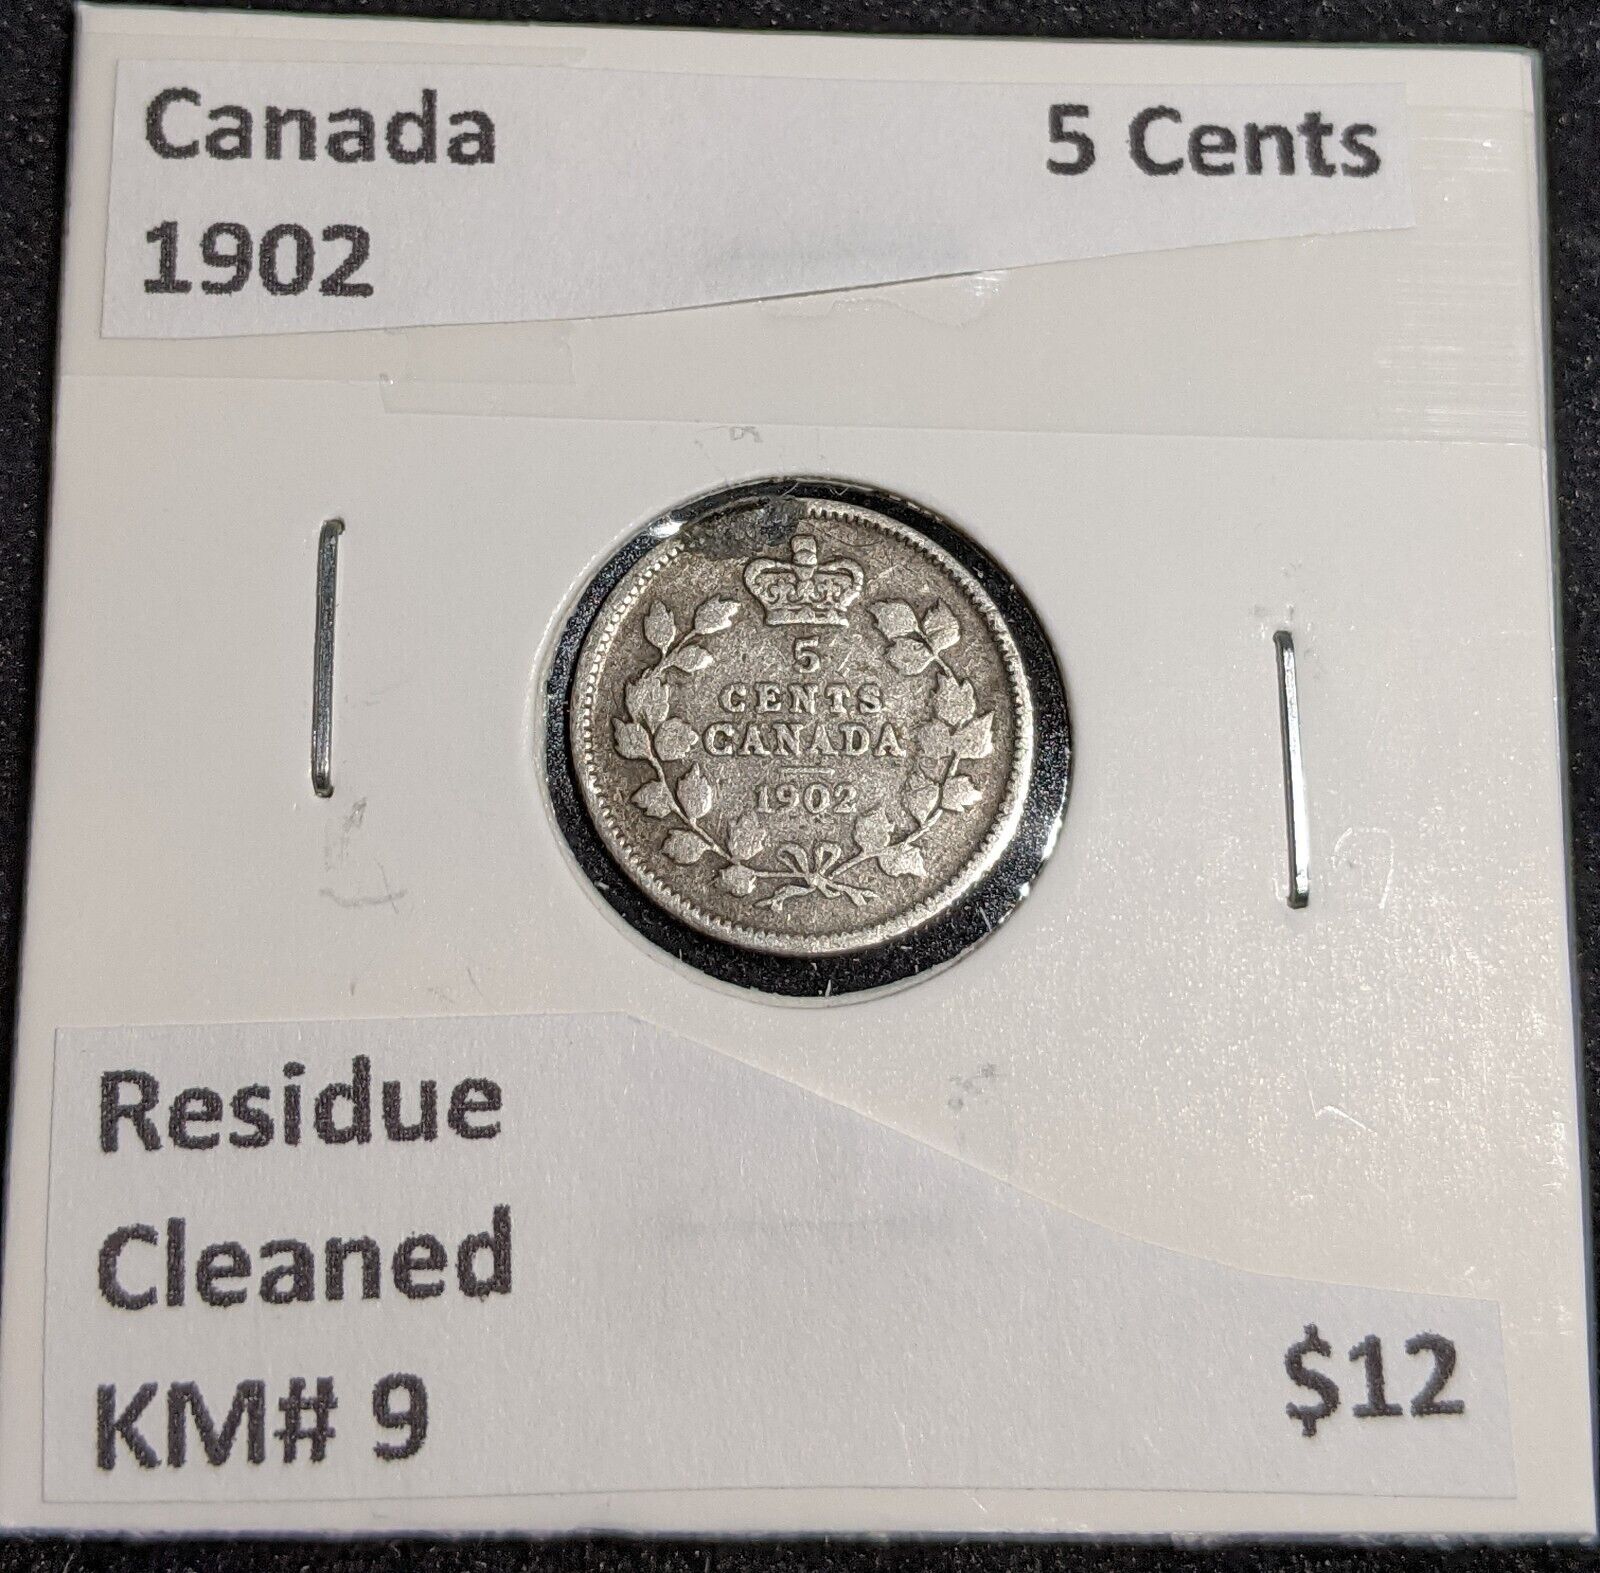 Canada 5 Cents
1902
5
CENTS
CANADA
1902
Residue
Cleaned
KM# 9 $12